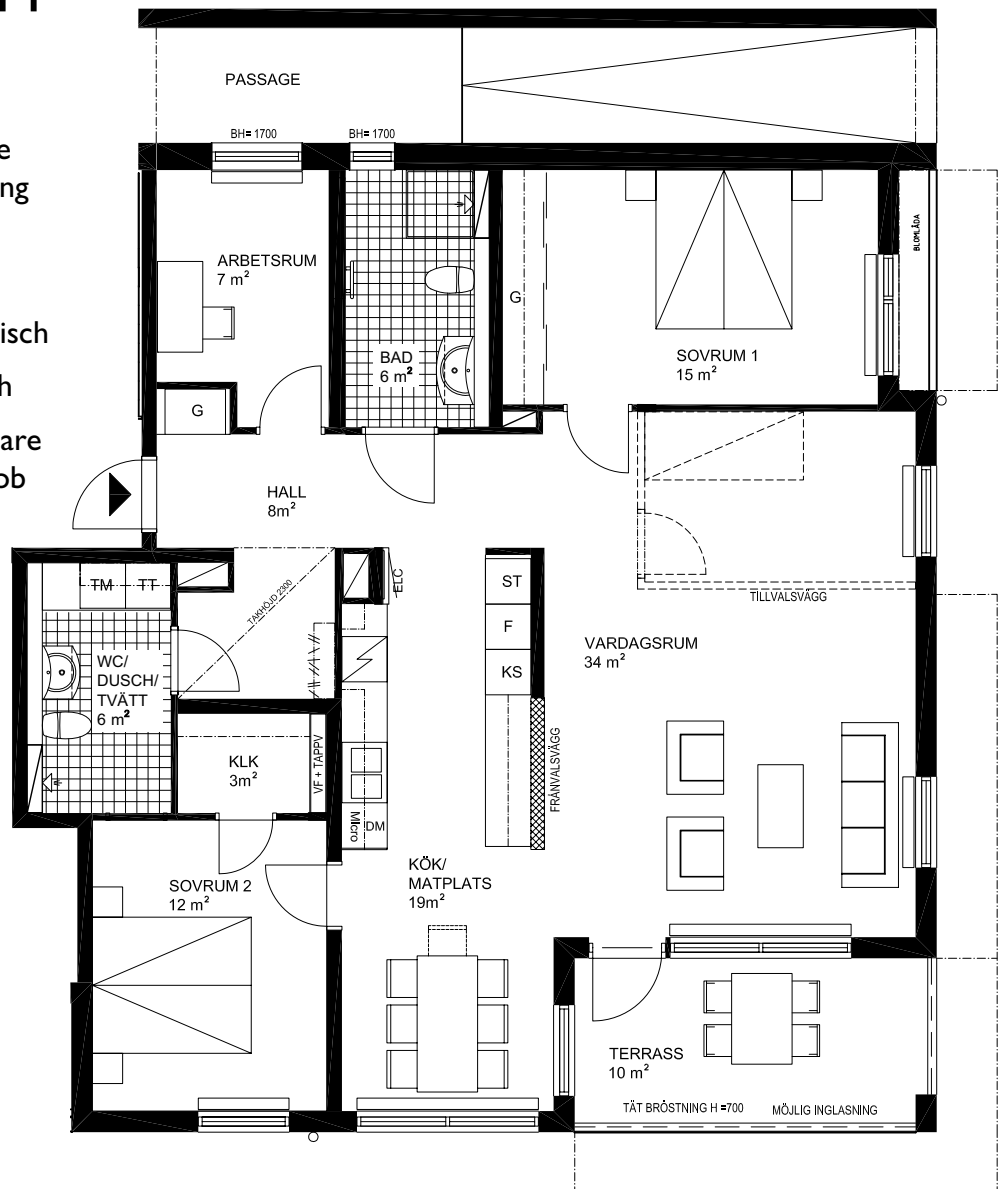 PASSAGE
BH= 1700
BH= 1700
e
ing
isch
h
are
ob
ARBETSRUM
7 m²
G
BAD
6 m²
G
SOVRUM 1
15 m²
BLOMLÅDA
HALL
8m²
TAKHÖJD 2300
ELC
TM
TT
WC/
DUSCH/
TVÄTT
6 m²
ST
F
KS
TILLVALSVÄGG
VARDAGSRUM
34 m²
FRÅNVALSVÄGG
KLK
3m²
VF + TAPPV
Micro
DM
KÖK/
MATPLATS
19m²
SOVRUM 2
12 m²
TERRASS
10 m²
TÄT BRÖSTNING H =700
MÖJLIG INGLASNING